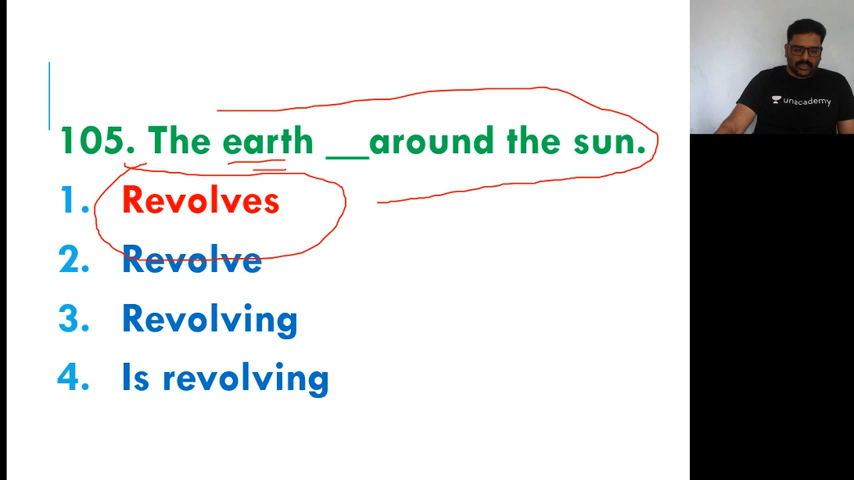 unacademy
105. The earth __around the sun.
1. Revolves
2. Revolve
3. Revolving
4. Is revolving